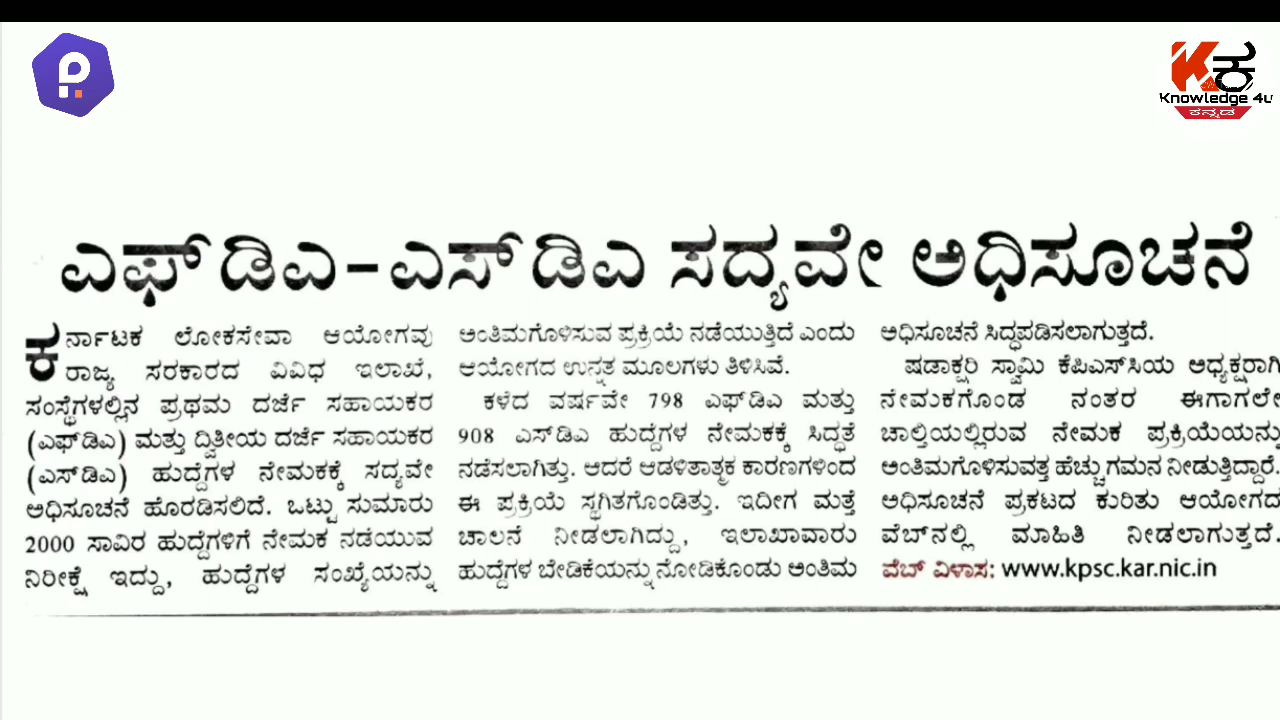 Knowledge 4u
ಕನ್ನಡ
ಎಫ್‌ಡಿಎ-ಎಸ್‌ಡಿಎ ಸದ್ಯವೇ ಅಧಿಸೂಚನೆ
ಕರ್ನಾಟಕ ಲೋಕಸೇವಾ ಆಯೋಗವು
ರಾಜ್ಯ ಸರಕಾರದ ವಿವಿಧ ಇಲಾಖೆ,
ಸಂಸ್ಥೆಗಳಲ್ಲಿನ ಪ್ರಥಮ ದರ್ಜೆ ಸಹಾಯಕರ
(ಎಫ್‌ಡಿಎ) ಮತ್ತು ದ್ವಿತೀಯ ದರ್ಜೆ ಸಹಾಯಕರ
(ಎಸ್‌ಡಿಎ) ಹುದ್ದೆಗಳ ನೇಮಕಕ್ಕೆ ಸದ್ಯವೇ
ಅಧಿಸೂಚನೆ ಹೊರಡಿಸಲಿದೆ. ಒಟ್ಟು ಸುಮಾರು
2000 ಸಾವಿರ ಹುದ್ದೆಗಳಿಗೆ ನೇಮಕ ನಡೆಯುವ
ನಿರೀಕ್ಷೆ ಇದ್ದು, ಹುದ್ದೆಗಳ ಸಂಖ್ಯೆಯನ್ನು
ಅಂತಿಮಗೊಳಿಸುವ ಪ್ರಕ್ರಿಯೆ ನಡೆಯುತ್ತಿದೆ ಎಂದು
ಆಯೋಗದ ಉನ್ನತ ಮೂಲಗಳು ತಿಳಿಸಿವೆ.
ಕಳೆದ ವರ್ಷವೇ 798 ಎಫ್‌ಡಿಎ ಮತ್ತು
908 ಎಸ್‌ಡಿಎ ಹುದ್ದೆಗಳ ನೇಮಕಕ್ಕೆ ಸಿದ್ಧತೆ
ನಡೆಸಲಾಗಿತ್ತು. ಆದರೆ ಆಡಳಿತಾತ್ಮಕ ಕಾರಣಗಳಿಂದ
ಈ ಪ್ರಕ್ರಿಯೆ ಸ್ಥಗಿತಗೊಂಡಿತ್ತು. ಇದೀಗ ಮತ್ತೆ
ಚಾಲನೆ ನೀಡಲಾಗಿದ್ದು, ಇಲಾಖಾವಾರು
ಹುದ್ದೆಗಳ ಬೇಡಿಕೆಯನ್ನು ನೋಡಿಕೊಂಡು ಅಂತಿಮ
ಅಧಿಸೂಚನೆ ಸಿದ್ಧಪಡಿಸಲಾಗುತ್ತದೆ.
ಷಡಾಕ್ಷರಿ ಸ್ವಾಮಿ ಕೆಪಿಎಸ್‌ಸಿಯ ಅಧ್ಯಕ್ಷರಾಗಿ
ನೇಮಕಗೊಂಡ ನಂತರ ಈಗಾಗಲೇ
ಚಾಲ್ತಿಯಲ್ಲಿರುವ ನೇಮಕ ಪ್ರಕ್ರಿಯೆಯನ್ನು
ಅಂತಿಮಗೊಳಿಸುವತ್ತ ಹೆಚ್ಚು ಗಮನ ನೀಡುತ್ತಿದ್ದಾರೆ.
ಅಧಿಸೂಚನೆ ಪ್ರಕಟದ ಕುರಿತು ಆಯೋಗದ
ವೆಬ್‌ನಲ್ಲಿ ಮಾಹಿತಿ ನೀಡಲಾಗುತ್ತದೆ.
ವೆಬ್ ವಿಳಾಸ: www.kpsc.kar.nic.in